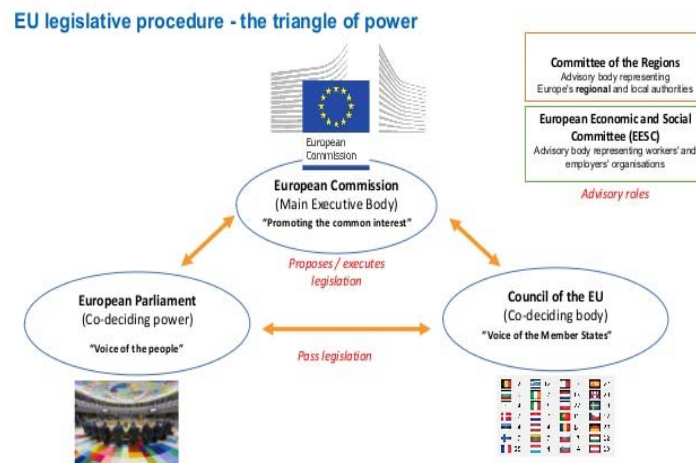 EU legislative procedure - the triangle of power
Committee of the Regions
Advisory body representing
Europe's regional and local authorities
European Economic and Social
Committee (EESC)
Advisory body representing workers' and
employers' organisations
Advisory roles
European
Commission
European Commission
(Main Executive Body)
"Promoting the common interest"
Proposes / executes
legislation
European Parliament
(Co-deciding power)
"Voice of the people"
Council of the EU
(Co-deciding body)
"Voice of the Member States"
Pass legislation